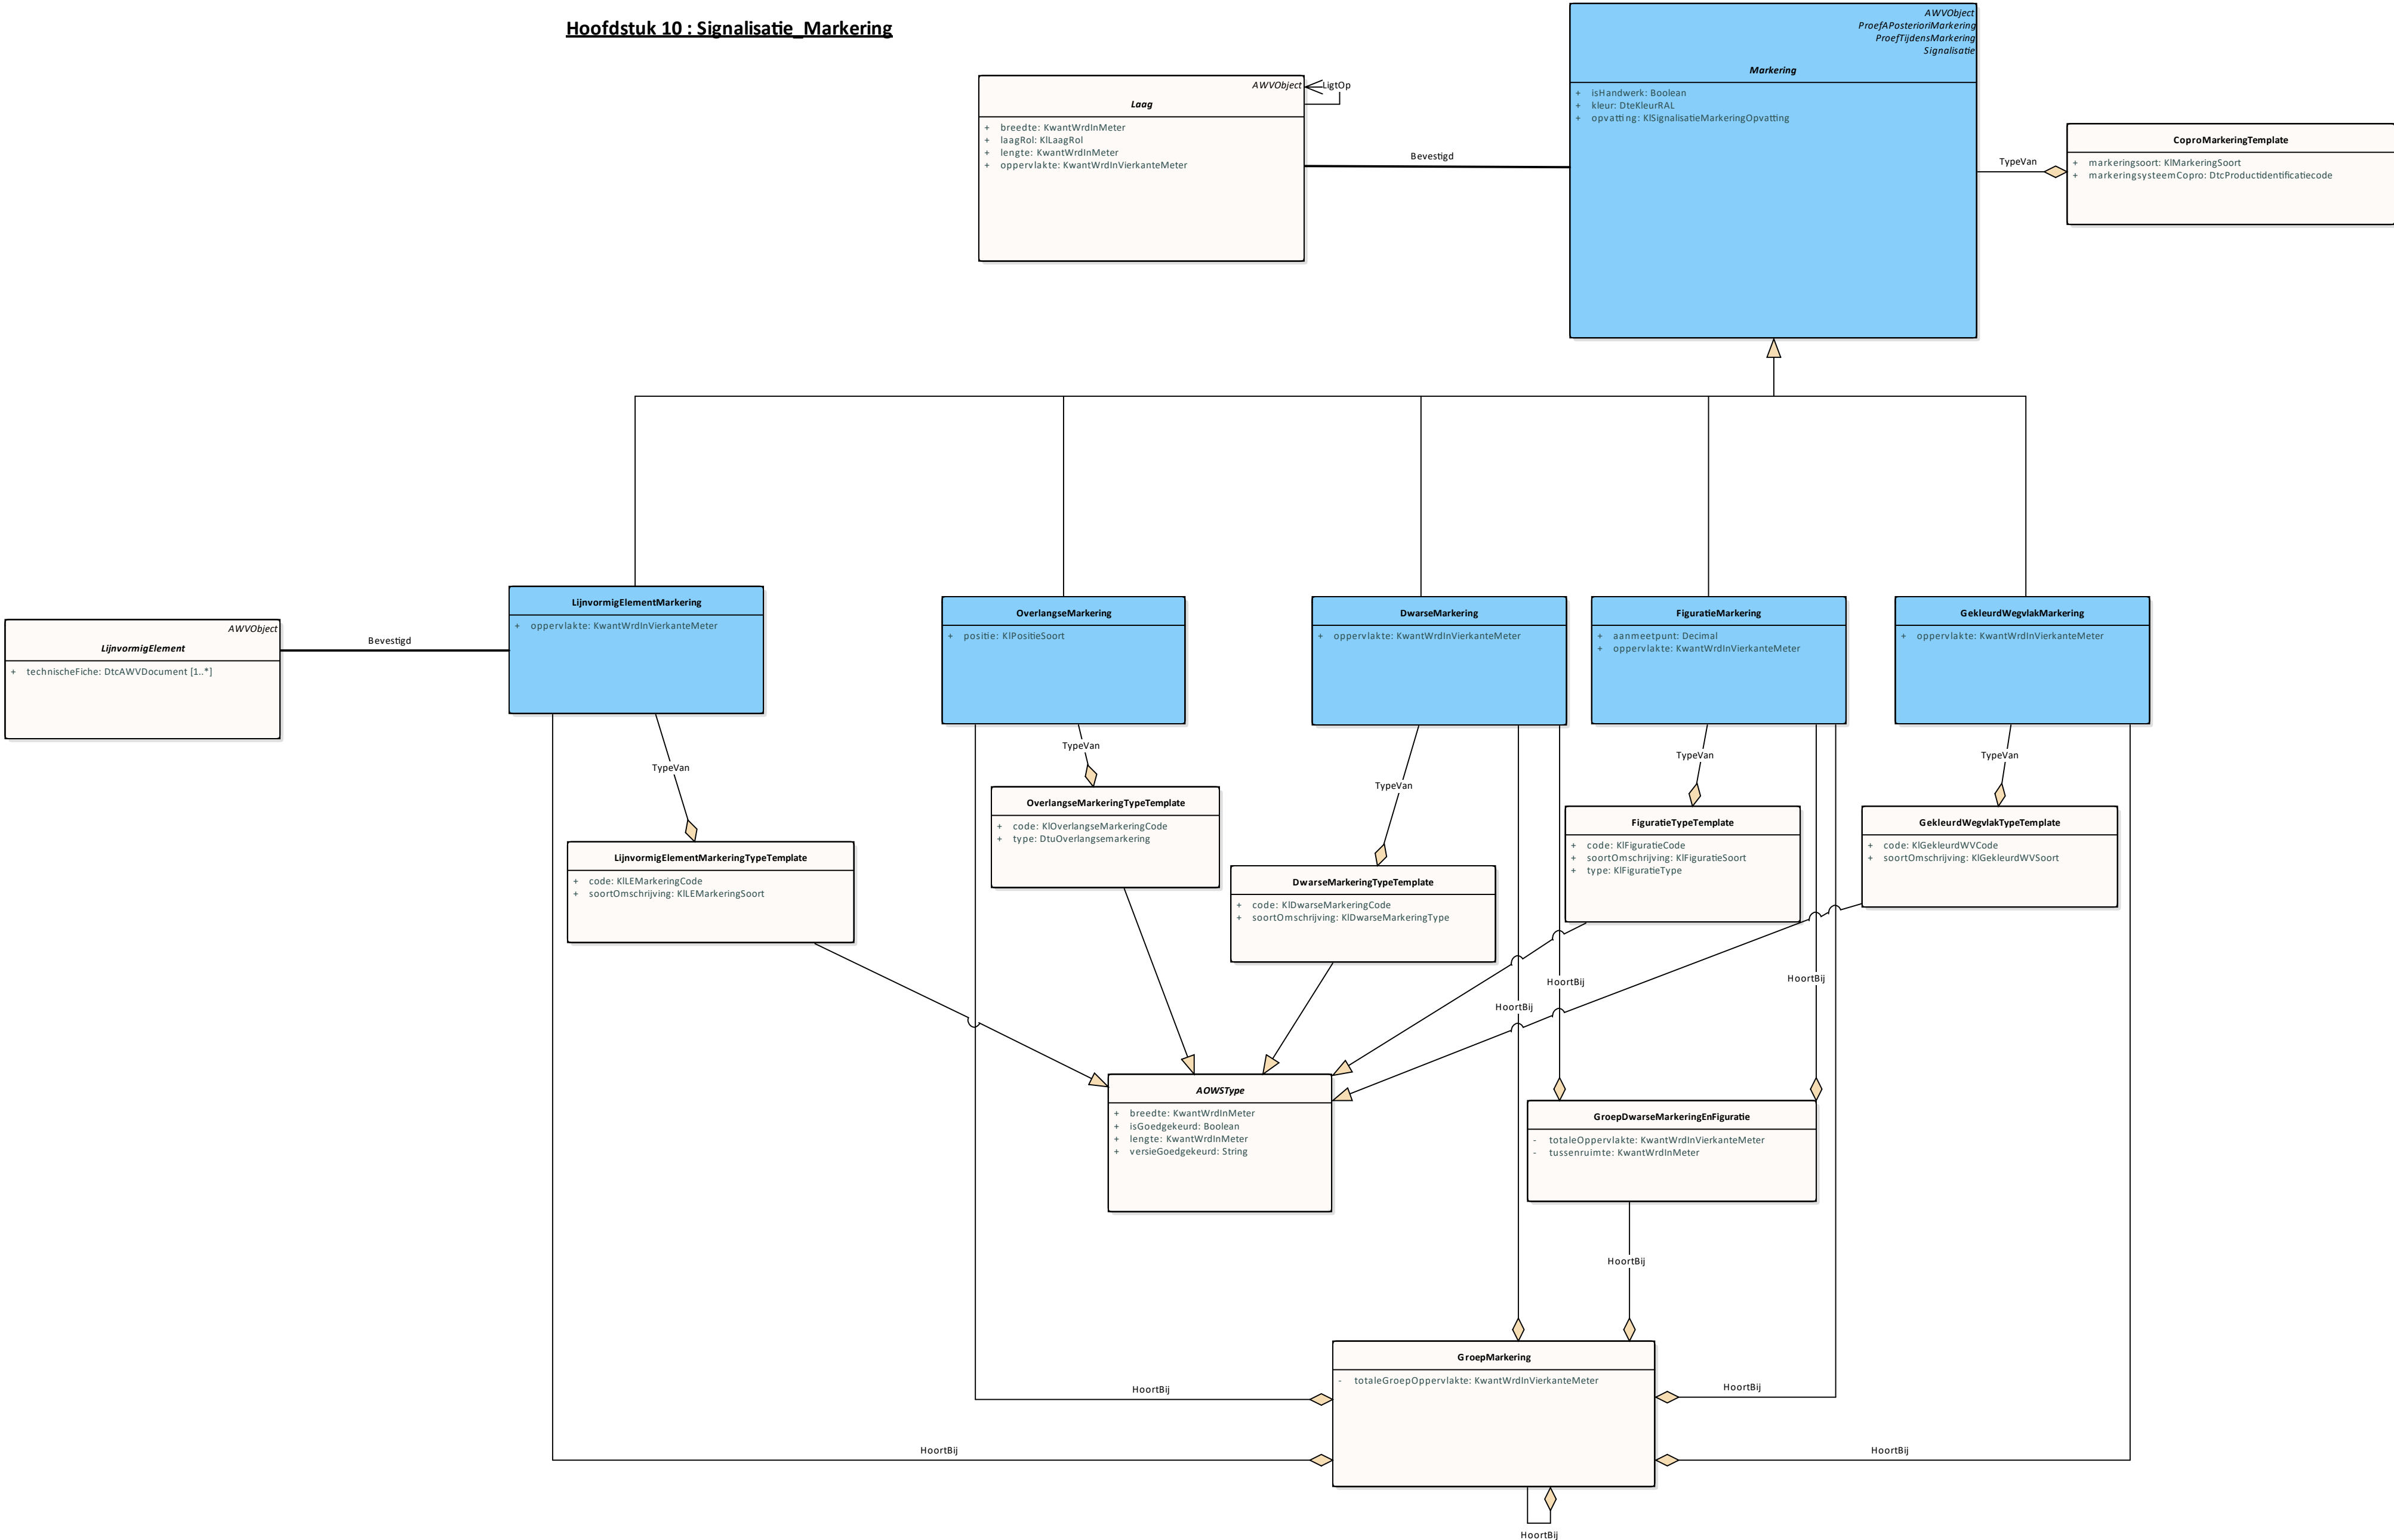 Hoofdstuk 10 : Signalisatie_Markering
AWVObject
ProefAPosterioriMarkering
ProefTijdensMarkering
Signalisatie
Markering
+ isHandwerk: Boolean
+ kleur: DteKleurRAL
+ opvatting: KlSignalisatieMarkeringOpvatting
AWVObject
Laag
+ breedte: KwantWrdInMeter
+ laagRol: KlLaagRol
+ lengte: KwantWrdInMeter
+ oppervlakte: KwantWrdInVierkanteMeter
LigtOp
Bevestigd
TypeVan
CoproMarkeringTemplate
+ markeringsoort: KlMarkeringSoort
+ markeringsysteemCopro: DtcProductidentificatiecode
AWVObject
LijnvormigElement
+ technischeFiche: DtcAWVDocument [1..*]
Bevestigd
LijnvormigElementMarkering
+ oppervlakte: KwantWrdInVierkanteMeter
OverlangseMarkering
+ positie: KlPositieSoort
DwarseMarkering
+ oppervlakte: KwantWrdInVierkanteMeter
FiguratieMarkering
+ aanmeetpunt: Decimal
+ oppervlakte: KwantWrdInVierkanteMeter
GekleurdWegvlakMarkering
+ oppervlakte: KwantWrdInVierkanteMeter
TypeVan
TypeVan
TypeVan
TypeVan
TypeVan
LijnvormigElementMarkeringTypeTemplate
+ code: KlLEMarkeringCode
+ soortOmschrijving: KlLEMarkeringSoort
OverlangseMarkeringTypeTemplate
+ code: KlOverlangseMarkeringCode
+ type: DtuOverlangsemarkering
DwarseMarkeringTypeTemplate
+ code: KlDwarseMarkeringCode
+ soortOmschrijving: KlDwarseMarkeringType
FiguratieTypeTemplate
+ code: KlFiguratieCode
+ soortOmschrijving: KlFiguratieSoort
+ type: KlFiguratieType
GekleurdWegvlakTypeTemplate
+ code: KlGekleurdWVCode
+ soortOmschrijving: KlGekleurdWVSoort
HoortBij
HoortBij
HoortBij
AOWSType
+ breedte: KwantWrdInMeter
+ isGoedgekeurd: Boolean
+ lengte: KwantWrdInMeter
+ versieGoedgekeurd: String
GroepDwarseMarkeringEnFiguratie
- totaleOppervlakte: KwantWrdInVierkanteMeter
- tussenruimte: KwantWrdInMeter
HoortBij
GroepMarkering
- totaleGroepOppervlakte: KwantWrdInVierkanteMeter
HoortBij
HoortBij
HoortBij
HoortBij
HoortBij